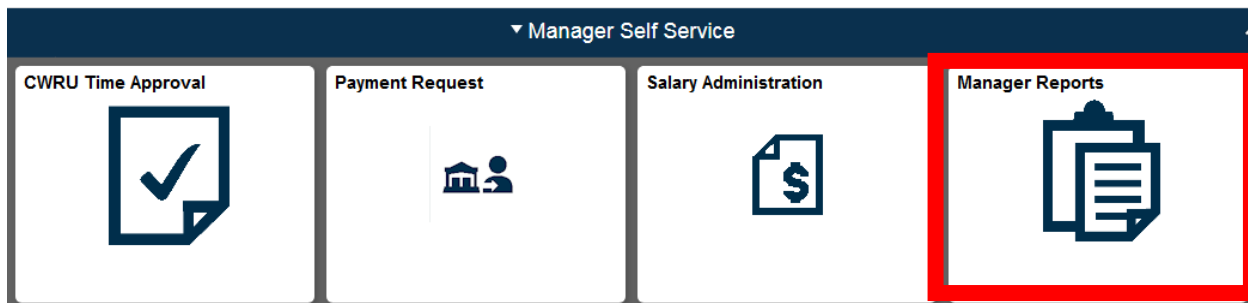 Manager Self Service
CWRU Time Approval
Payment Request
Salary Administration
Manager Reports
$